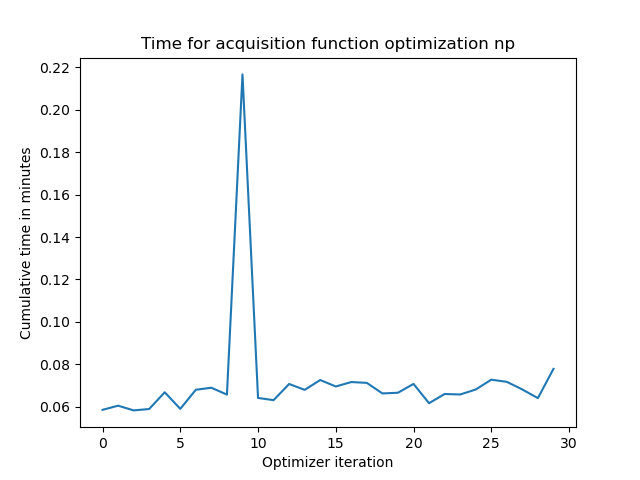 Time for acquisition function optimization np
0.22
0.20
0.18
0.16
0.14
0.12
0.10
0.08
0.06
Cumulative time in minutes
0 5 10 15 20 25 30
Optimizer iteration